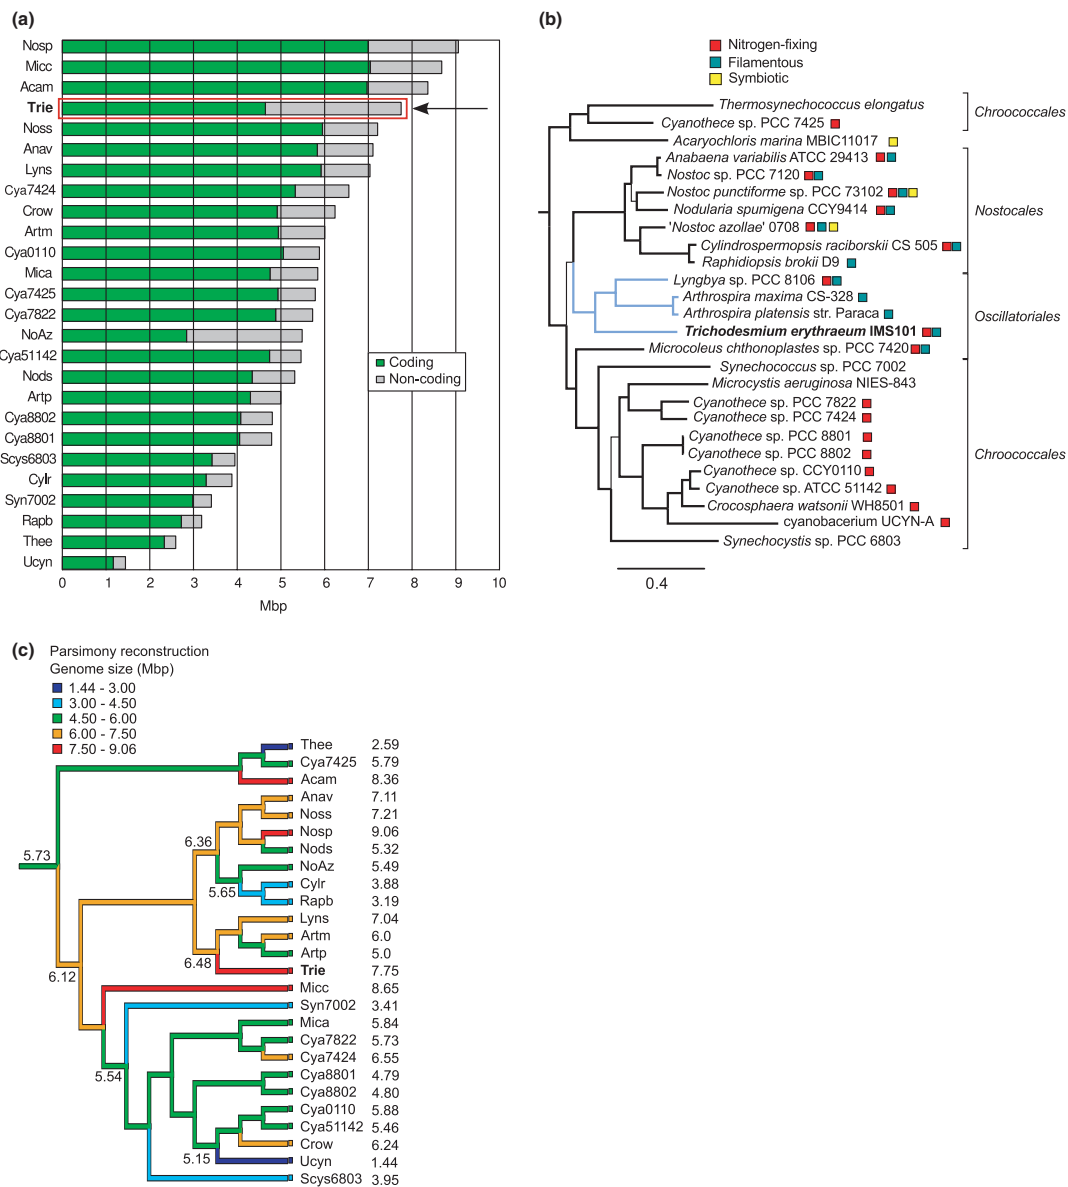 (a)
Nosp
Micc
Acam
Trie
Noss
Anav
Lyns
Cya7424
Crow
Artm
Cya0110
Mica
Cya7425
Cya7822
NoAz
Cya51142
Nods
Artp
Cya8802
Cya8801
Scys6803
Cylr
Syn7002
Rapb
Thee
Ucyn
Coding
Non-coding
0 1 2 3 4 5 6 7 8 9 10
Mbp
(b)
Nitrogen-fixing
Filamentous
Symbiotic
Thermosynechococcus elongatus
Cyanothece sp. PCC 7425
Acaryochloris marina MBIC11017
Anabaena variabilis ATCC 29413
Nostoc sp. PCC 7120
Nostoc punctiforme sp. PCC 73102
Nodularia spumigena CCY9414
'Nostoc azollae' 0708
Cylindrospermopsis raciborskii CS 505
Raphidiopsis brokii D9
Lyngbya sp. PCC 8106
Arthrospira maxima CS-328
Arthrospira platensis str. Paraca
Trichodesmium erythraeum IMS101
Microcoleus chthonoplastes sp. PCC 7420
Synechococcus sp. PCC 7002
Microcystis aeruginosa NIES-843
Cyanothece sp. PCC 7822
Cyanothece sp. PCC 7424
Cyanothece sp. PCC 8801
Cyanothece sp. PCC 8802
Cyanothece sp. CCY0110
Cyanothece sp. ATCC 51142
Crocosphaera watsonii WH8501
cyanobacerium UCYN-A
Synechocystis sp. PCC 6803
Chroococcales
Nostocales
Oscillatoriales
Chroococcales
0.4
(c)
Parsimony reconstruction
Genome size (Mbp)
1.44 - 3.00
3.00 - 4.50
4.50 - 6.00
6.00 - 7.50
7.50 - 9.06
Thee 2.59
Cya7425 5.79
Acam 8.36
Anav 7.11
Noss 7.21
Nosp 9.06
Nods 5.32
NoAz 5.49
Cylr 3.88
Rapb 3.19
Lyns 7.04
Artm 6.0
Artp 5.0
Trie 7.75
Micc 8.65
Syn7002 3.41
Mica 5.84
Cya7822 5.73
Cya7424 6.55
Cya8801 4.79
Cya8802 4.80
Cya0110 5.88
Cya51142 5.46
Crow 6.24
Ucyn 1.44
Scys6803 3.95
5.73
6.36
5.65
6.48
6.12
5.54
5.15